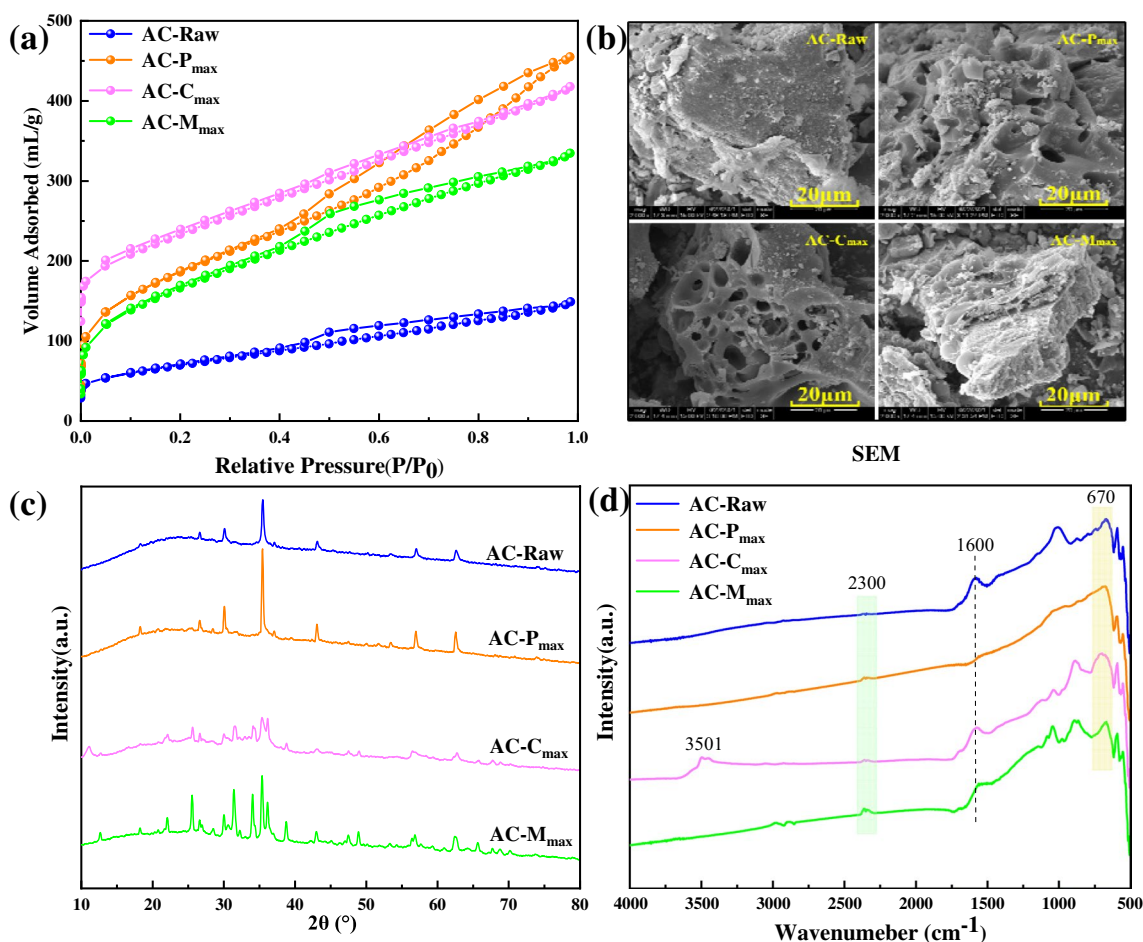 (a)
AC-Raw
AC-Pmax
AC-Cmax
AC-Mmax
Volume Adsorbed (mL/g)
500
400
300
200
100
0
0.0 0.2 0.4 0.6 0.8 1.0
Relative Pressure(P/P0)
(b)
AC-Raw
AC-Pmax
20μm
20μm
AC-Cmax
AC-Mmax
20μm
20μm
SEM
(c)
AC-Raw
AC-Pmax
AC-Cmax
AC-Mmax
Intensity(a.u.)
10 20 30 40 50 60 70 80
2θ (°)
(d)
AC-Raw
AC-Pmax
AC-Cmax
AC-Mmax
670
1600
2300
3501
Intensity(a.u.)
4000 3500 3000 2500 2000 1500 1000 500
Wavenumeber (cm-1)